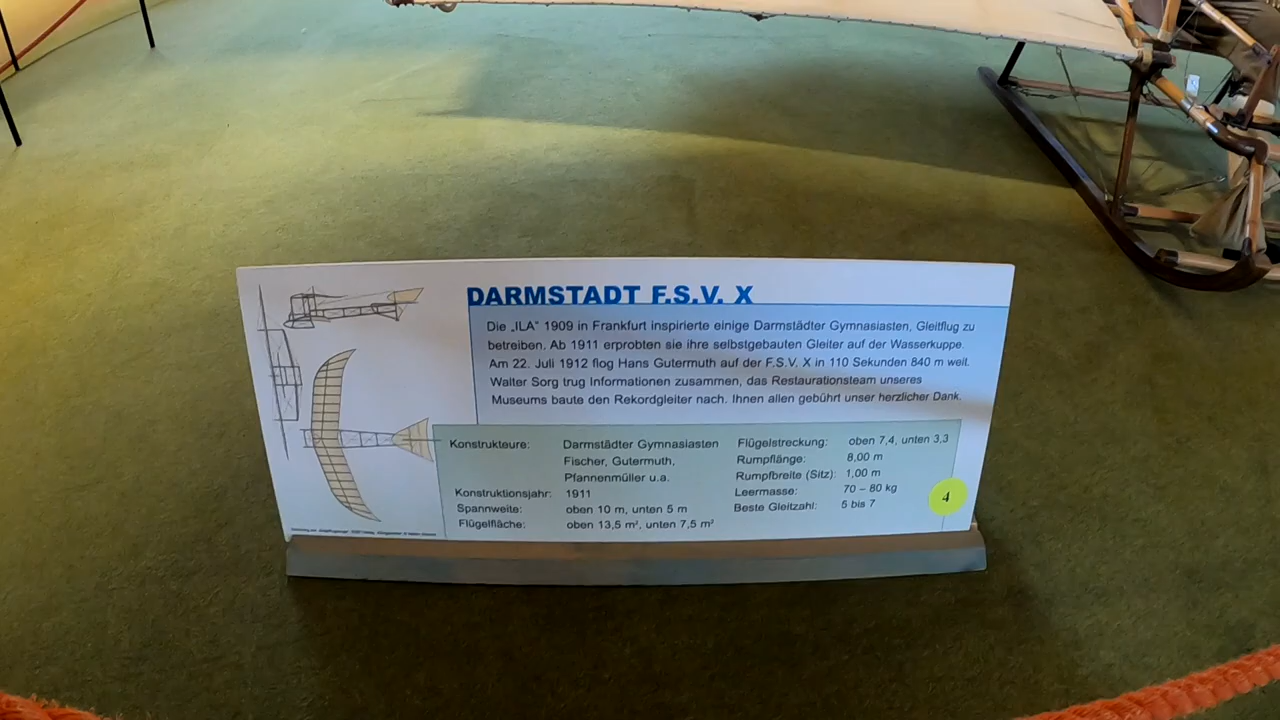 DARMSTADT F.S.V. X
Die „ILA" 1909 in Frankfurt inspirierte einige Darmstädter Gymnasiasten, Gleitflug zu
betreiben. Ab 1911 erprobten sie ihre selbstgebauten Gleiter auf der Wasserkuppe.
Am 22. Juli 1912 flog Hans Gutermuth auf der F.S.V. X in 110 Sekunden 840 m weit.
Walter Sorg trug Informationen zusammen, das Restaurationsteam unseres
Museums baute den Rekordgleiter nach. Ihnen allen gebührt unser herzlicher Dank.
Konstrukteure: Darmstädter Gymnasiasten
Fischer, Gutermuth,
Pfannenmüller u.a.
Konstruktionsjahr: 1911
Spannweite: oben 10 m, unten 5 m
Flügelfläche: oben 13,5 m², unten 7,5 m²
Flügelstreckung: oben 7,4, unten 3,3
Rumpflänge: 8,00 m
Rumpfbreite (Sitz): 1,00 m
Leermasse: 70 – 80 kg
Beste Gleitzahl: 5 bis 7
4